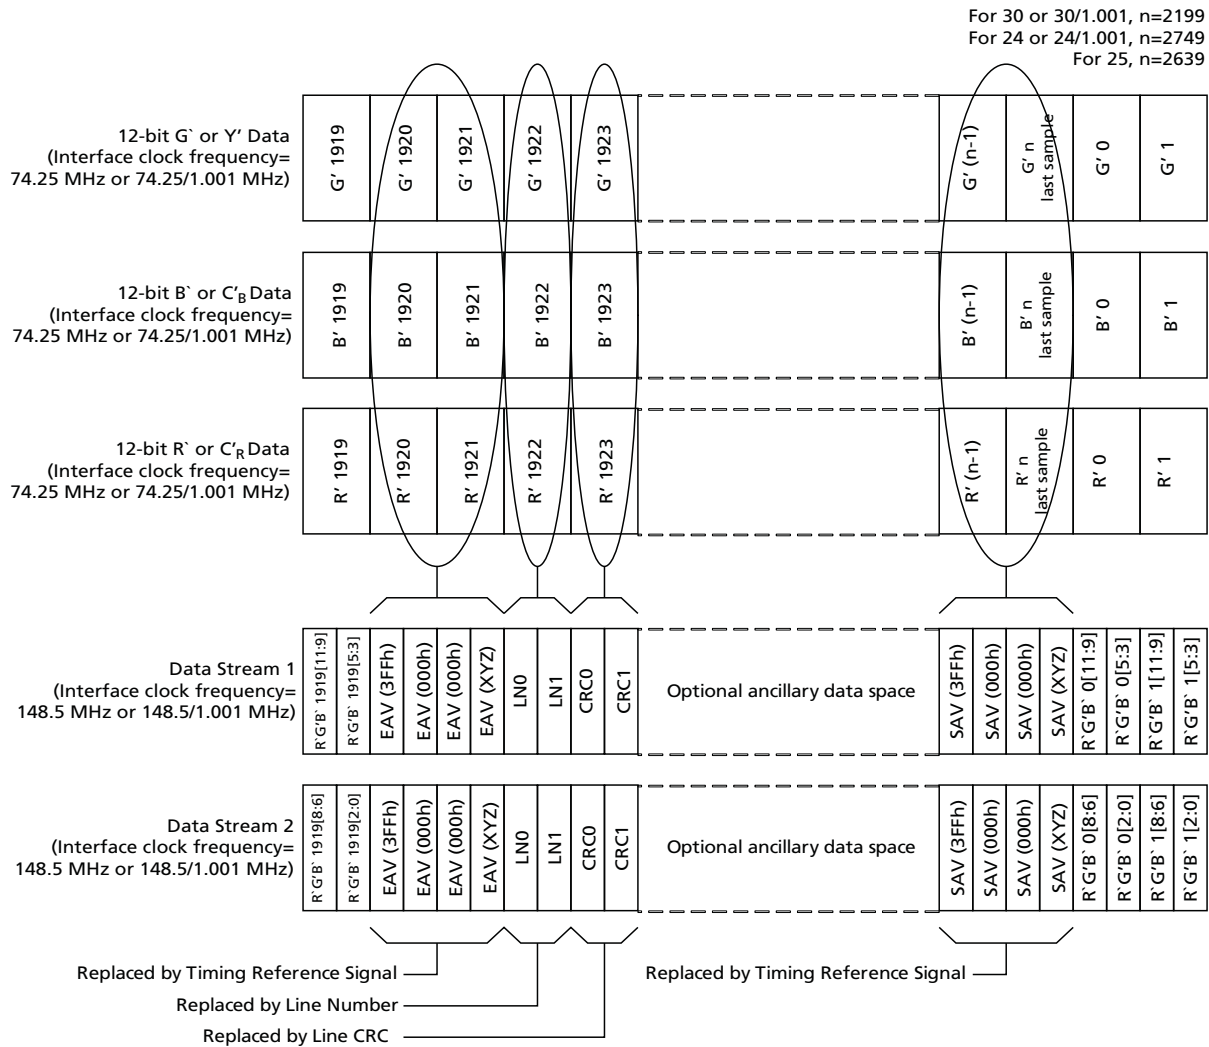 For 30 or 30/1.001, n=2199
For 24 or 24/1.001, n=2749
For 25, n=2639
12-bit G` or Y’ Data
(Interface clock frequency=
74.25 MHz or 74.25/1.001 MHz)
G’ 1919
G’ 1920
G’ 1921
G’ 1922
G’ 1923
G’ (n-1)
G’ n
last sample
G’ 0
G’ 1
12-bit B` or C’B Data
(Interface clock frequency=
74.25 MHz or 74.25/1.001 MHz)
B’ 1919
B’ 1920
B’ 1921
B’ 1922
B’ 1923
B’ (n-1)
B’ n
last sample
B’ 0
B’ 1
12-bit R` or C’R Data
(Interface clock frequency=
74.25 MHz or 74.25/1.001 MHz)
R’ 1919
R’ 1920
R’ 1921
R’ 1922
R’ 1923
R’ (n-1)
R’ n
last sample
R’ 0
R’ 1
Data Stream 1
(Interface clock frequency=
148.5 MHz or 148.5/1.001 MHz)
R`G’B` 1919[11:9]
R`G’B` 1919[5:3]
EAV (3FFh)
EAV (000h)
EAV (000h)
EAV (XYZ)
LN0
LN1
CRC0
CRC1
Optional ancillary data space
SAV (3FFh)
SAV (000h)
SAV (000h)
SAV (XYZ)
R`G’B` 0[11:9]
R`G’B` 0[5:3]
R`G’B` 1[11:9]
R`G’B` 1[5:3]
Data Stream 2
(Interface clock frequency=
148.5 MHz or 148.5/1.001 MHz)
R`G’B` 1919[8:6]
R`G’B` 1919[2:0]
EAV (3FFh)
EAV (000h)
EAV (000h)
EAV (XYZ)
LN0
LN1
CRC0
CRC1
Optional ancillary data space
SAV (3FFh)
SAV (000h)
SAV (000h)
SAV (XYZ)
R`G’B` 0[8:6]
R`G’B` 0[2:0]
R`G’B` 1[8:6]
R`G’B` 1[2:0]
Replaced by Timing Reference Signal
Replaced by Timing Reference Signal
Replaced by Line Number
Replaced by Line CRC